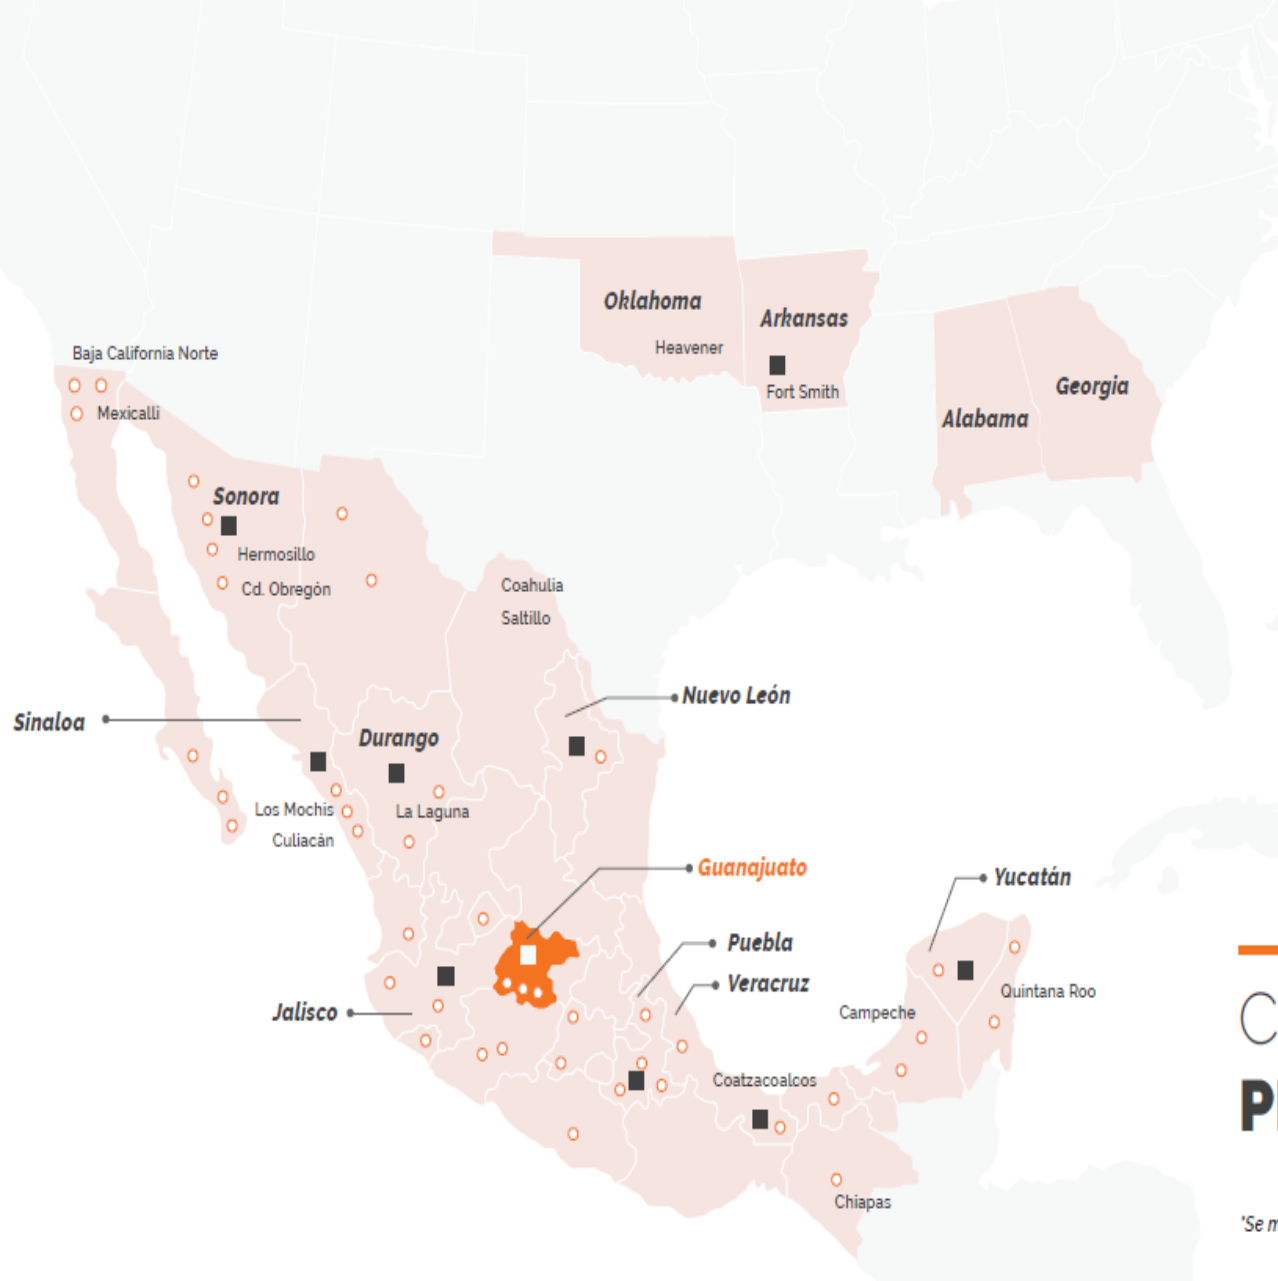 Oklahoma
Arkansas
Heavener
Baja California Norte
Georgia
Fort Smith
Mexicalli
Alabama
Sonora
Hermosillo
Coahulia
Cd. Obregón
Saltillo
Nuevo León
Sinaloa
Durango
Los Mochis
La Laguna
Culiacán
Guanajuato
Yucatán
Puebla
Veracruz
Quintana Roo
Jalisco
Campeche
C
Coatzacoalcos
Chiapas
"Se